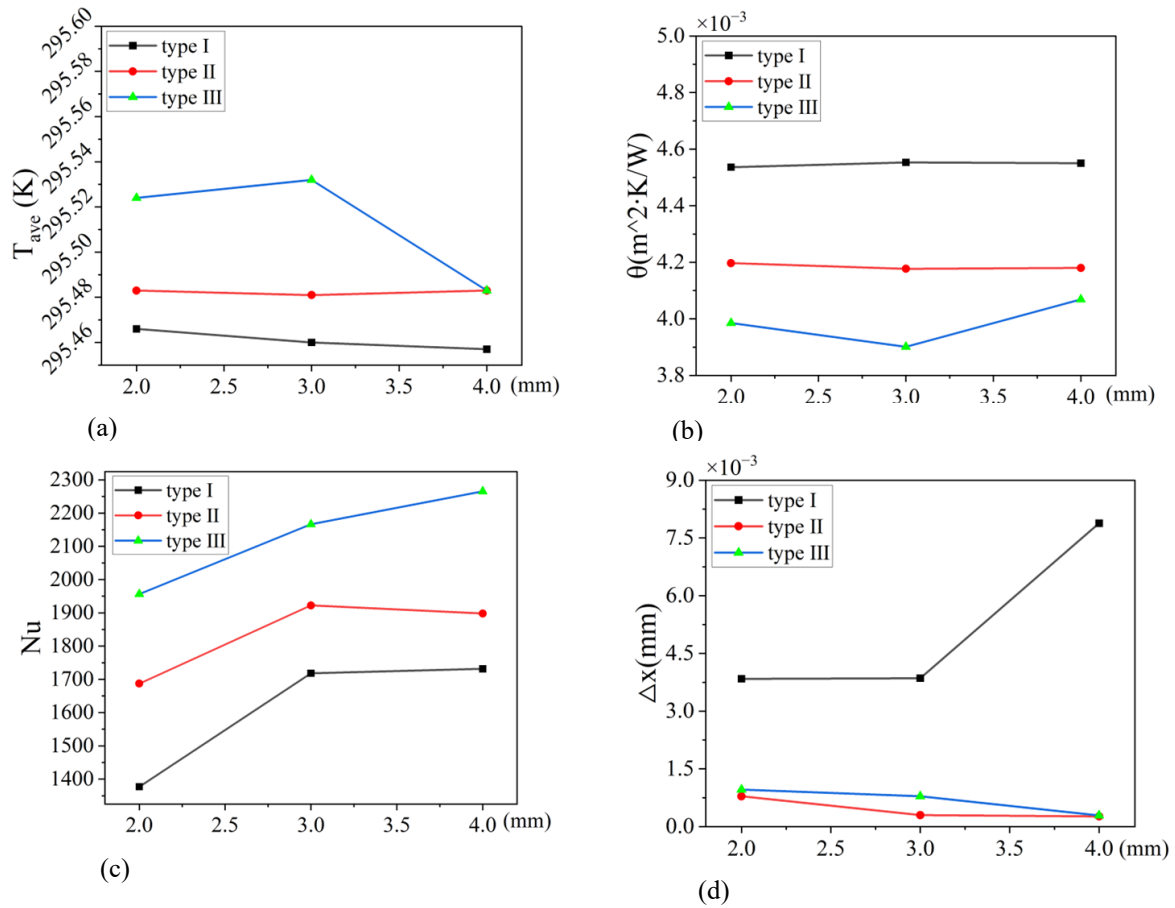 295.60
295.58
295.56
295.54
295.52
295.50
295.48
295.46
T_ave (K)
type I
type II
type III
2.0 2.5 3.0 3.5 4.0 (mm)
(a)
×10⁻³
5.0
4.8
4.6
4.4
4.2
4.0
3.8
θ(m^2·K/W)
type I
type II
type III
2.0 2.5 3.0 3.5 4.0 (mm)
(b)
2300
2200
2100
2000
1900
1800
1700
1600
1500
1400
Nu
type I
type II
type III
2.0 2.5 3.0 3.5 4.0 (mm)
(c)
×10⁻³
9.0
7.5
6.0
4.5
3.0
1.5
0.0
△x(mm)
type I
type II
type III
2.0 2.5 3.0 3.5 4.0 (mm)
(d)